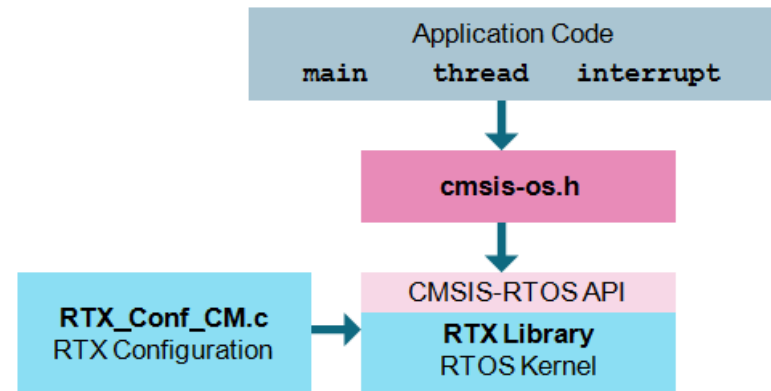 Application Code
main thread interrupt
cmsis-os.h
CMSIS-RTOS API
RTX_Conf_CM.c
RTX Configuration
RTX Library
RTOS Kernel